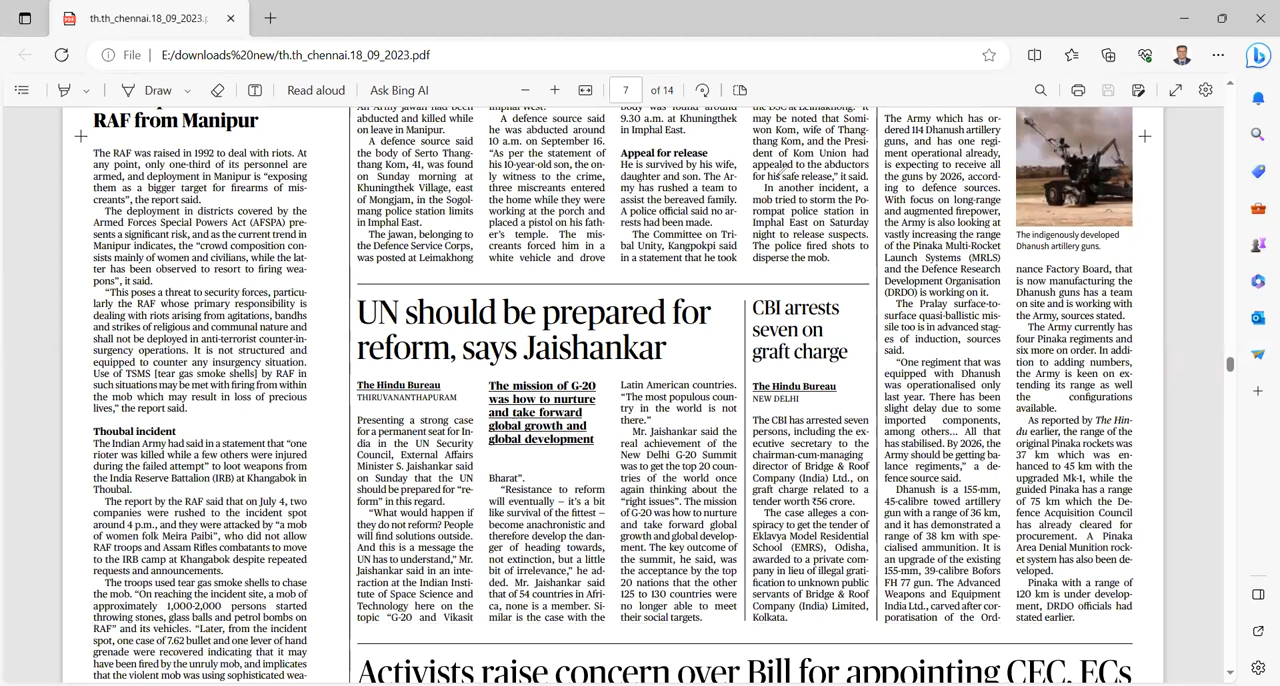 th.th_chennai.18_09_2023.
File
E:/downloads%20new/th.th_chennai.18_09_2023.pdf
Draw
Read aloud
Ask Bing AI
7
of 14
RAF from Manipur
The RAF was raised in 1992 to deal with riots. At
any point, only one-third of its personnel are
armed, and deployment in Manipur is “exposing
them as a bigger target for firearms of mis-
creants”, the report said.
The deployment in districts covered by the
Armed Forces Special Powers Act (AFSPA) pre-
sents a significant risk, and as the current trend in
Manipur indicates, the “crowd composition con-
sists mainly of women and civilians, while the lat-
ter has been observed to resort to firing wea-
pons”, it said.
“This poses a threat to security forces, particu-
larly the RAF whose primary responsibility is
dealing with riots arising from agitations, bandhs
and strikes of religious and communal nature and
shall not be deployed in anti-terrorist counter-in-
surgency operations. It is not structured and
equipped to counter any insurgency situation.
Use of TSMS [tear gas smoke shells] by RAF in
such situations may be met with firing from within
the mob which may result in loss of precious
lives,” the report said.
Thoubal incident
The Indian Army had said in a statement that “one
rioter was killed while a few others were injured
during the failed attempt” to loot weapons from
the India Reserve Battalion (IRB) at Khangabok in
Thoubal.
The report by the RAF said that on July 4, two
companies were rushed to the incident spot
around 4 p.m., and they were attacked by “a mob
of women folk Meira Paibi”, who did not allow
RAF troops and Assam Rifles combatants to move
to the IRB camp at Khangabok despite repeated
requests and announcements.
The troops used tear gas smoke shells to chase
the mob. “On reaching the incident site, a mob of
approximately 1,000-2,000 persons started
throwing stones, glass balls and petrol bombs on
RAF” and its vehicles. “Later, from the incident
spot, one case of 7.62 bullet and one lever of hand
grenade were recovered indicating that it may
have been fired by the unruly mob, and implicates
that the violent mob was using sophisticated wea-
An Army jawan had been
abducted and killed while
on leave in Manipur.
A defence source said
the body of Serto Thang-
thang Kom, 41, was found
on Sunday morning at
Khuningthek Village, east
of Mongjam, in the Sogol-
mang police station limits
in Imphal East.
The jawan, belonging to
the Defence Service Corps,
was posted at Leimakhong
Imphal West.
A defence source said
he was abducted around
10 a.m. on September 16.
“As per the statement of
his 10-year-old son, the on-
ly witness to the crime,
three miscreants entered
the home while they were
working at the porch and
placed a pistol on his fath-
er’s temple. The mis-
creants forced him in a
white vehicle and drove
body was found around
9.30 a.m. at Khuningthek
in Imphal East.
Appeal for release
He is survived by his wife,
daughter and son. The Ar-
my has rushed a team to
assist the bereaved family.
A police official said no ar-
rests had been made.
The Committee on Tri-
bal Unity, Kangpokpi said
in a statement that he took
the DSC at Leimakhong. “It
may be noted that Somi-
won Kom, wife of Thang-
thang Kom, and the Presi-
dent of Kom Union had
appealed to the abductors
for his safe release,” it said.
In another incident, a
mob tried to storm the Po-
rompat police station in
Imphal East on Saturday
night to release suspects.
The police fired shots to
disperse the mob.
UN should be prepared for
reform, says Jaishankar
The Hindu Bureau
THIRUVANANTHAPURAM
Presenting a strong case
for a permanent seat for In-
dia in the UN Security
Council, External Affairs
Minister S. Jaishankar said
on Sunday that the UN
should be prepared for “re-
form” in this regard.
“What would happen if
they do not reform? People
will find solutions outside.
And this is a message the
UN has to understand,” Mr.
Jaishankar said in an inte-
raction at the Indian Insti-
tute of Space Science and
Technology here on the
topic “G-20 and Vikasit
The mission of G-20
was how to nurture
and take forward
global growth and
global development
Bharat”.
“Resistance to reform
will eventually – it’s a bit
like survival of the fittest –
become anachronistic and
therefore develop the dan-
ger of heading towards,
not extinction, but a little
bit of irrelevance,” he ad-
ded. Mr. Jaishankar said
that of 54 countries in Afri-
ca, none is a member. Si-
milar is the case with the
Latin American countries.
“The most populous coun-
try in the world is not
there.”
Mr. Jaishankar said the
real achievement of the
New Delhi G-20 Summit
was to get the top 20 coun-
tries of the world once
again thinking about the
“right issues”. The mission
of G-20 was how to nurture
and take forward global
growth and global develop-
ment. The key outcome of
the summit, he said, was
the acceptance by the top
20 nations that the other
125 to 130 countries were
no longer able to meet
their social targets.
CBI arrests
seven on
graft charge
The Hindu Bureau
NEW DELHI
The CBI has arrested seven
persons, including the ex-
ecutive secretary to the
chairman-cum-managing
director of Bridge & Roof
Company (India) Ltd., on
graft charge related to a
tender worth ₹56 crore.
The case alleges a con-
spiracy to get the tender of
Eklavya Model Residential
School (EMRS), Odisha,
awarded to a private com-
pany in lieu of illegal grati-
fication to unknown public
servants of Bridge & Roof
Company (India) Limited,
Kolkata.
The Army which has or-
ordered 114 Dhanush artillery
guns, and has one regi-
ment operational already,
is expecting to receive all
the guns by 2026, accord-
ing to defence sources.
With focus on long-range
and augmented firepower,
the Army is also looking at
vastly increasing the range
of the Pinaka Multi-Rocket
Launch Systems (MRLS)
and the Defence Research
Development Organisation
(DRDO) is working on it.
The Pralay surface-to-
surface quasi-ballistic mis-
sile too is in advanced stag-
es of induction, sources
said.
“One regiment that was
equipped with Dhanush
was operationalised only
last year. There has been
slight delay due to some
imported components,
among others... All that
has stabilised. By 2026, the
Army should be getting ba-
lance regiments,” a de-
fence source said.
Dhanush is a 155-mm,
45-calibre towed artillery
gun with a range of 36 km,
and it has demonstrated a
range of 38 km with spe-
cialised ammunition. It is
an upgrade of the existing
155-mm, 39-calibre Bofors
FH 77 gun. The Advanced
Weapons and Equipment
India Ltd., carved after cor-
poratisation of the Ord-
The indigenously developed
Dhanush artillery guns.
nance Factory Board, that
is now manufacturing the
Dhanush guns has a team
on site and is working with
the Army, sources stated.
The Army currently has
four Pinaka regiments and
six more on order. In addi-
tion to adding numbers,
the Army is keen on ex-
tending its range as well
as the configurations
available.
As reported by The Hin-
du earlier, the range of the
original Pinaka rockets was
37 km which was en-
hanced to 45 km with the
upgraded Mk-1, while the
guided Pinaka has a range
of 75 km which the De-
fence Acquisition Council
has already cleared for
procurement. A Pinaka
Area Denial Munition rock-
et system has also been de-
veloped.
Pinaka with a range of
120 km is under develop-
ment, DRDO officials had
stated earlier.
Activists raise concern over Bill for appointing CEC, ECs